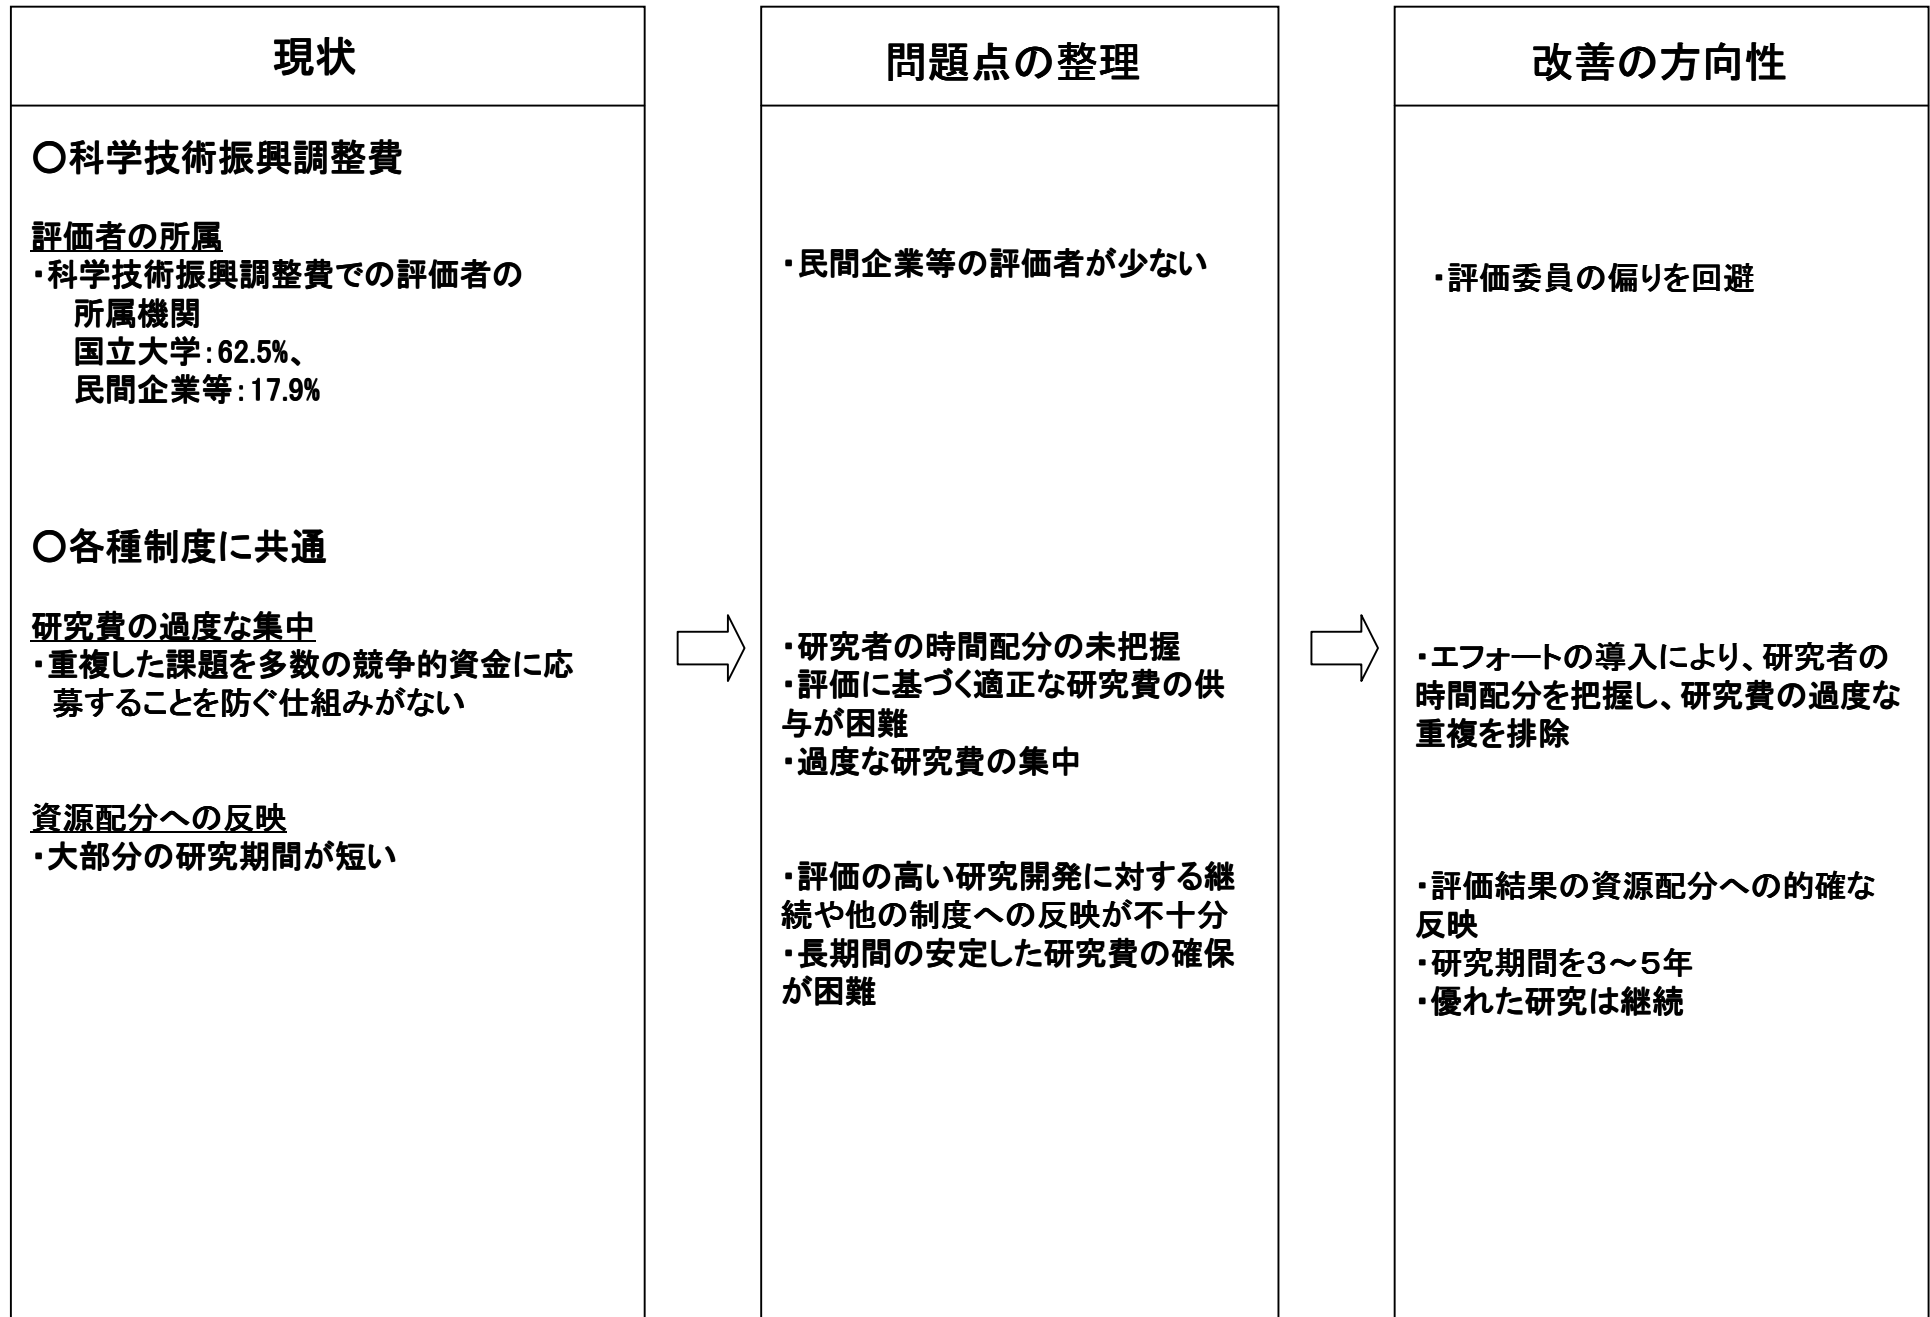 現状
○科学技術振興調整費
評価者の所属
・科学技術振興調整費での評価者の
所属機関
国立大学：62.5%、
民間企業等：17.9%
○各種制度に共通
研究費の過度な集中
・重複した課題を多数の競争的資金に応
募することを防ぐ仕組みがない
資源配分への反映
・大部分の研究期間が短い
問題点の整理
・民間企業等の評価者が少ない
・研究者の時間配分の未把握
・評価に基づく適正な研究費の供
与が困難
・過度な研究費の集中
・評価の高い研究開発に対する継
続や他の制度への反映が不十分
・長期間の安定した研究費の確保
が困難
改善の方向性
・評価委員の偏りを回避
・エフォートの導入により、研究者の
時間配分を把握し、研究費の過度な
重複を排除
・評価結果の資源配分への的確な
反映
・研究期間を３～５年
・優れた研究は継続